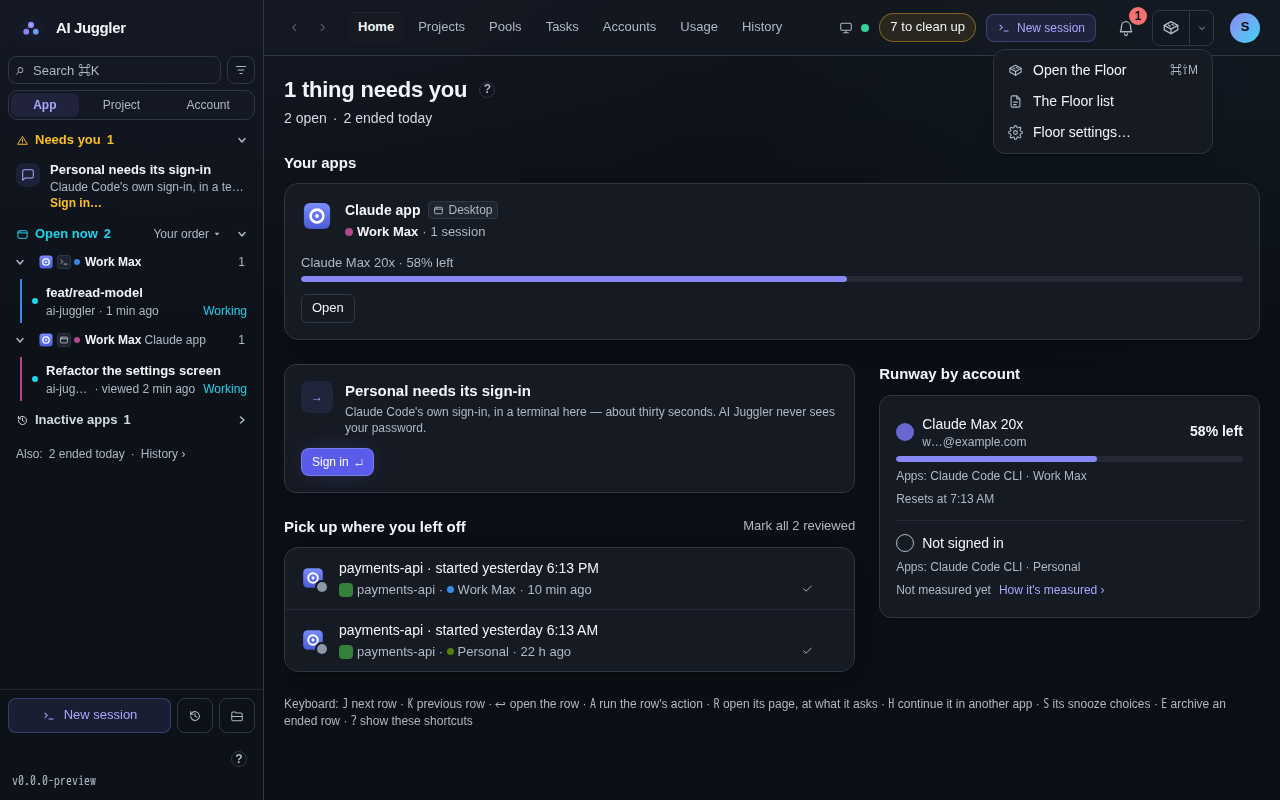 AI Juggler
Search ⌘K
App Project Account
Needs you 1
Personal needs its sign-in
Claude Code's own sign-in, in a te…
Sign in…
Open now 2 Your order
Work Max 1
feat/read-model
ai-juggler · 1 min ago Working
Work Max Claude app 1
Refactor the settings screen
ai-jug… · viewed 2 min ago Working
Inactive apps 1
Also: 2 ended today · History ›
New session
?
v0.0.0-preview
Home Projects Pools Tasks Accounts Usage History
7 to clean up
New session
1
S
Open the Floor ⌘⇧M
The Floor list
Floor settings…
1 thing needs you ?
2 open · 2 ended today
Your apps
Claude app Desktop
Work Max · 1 session
Claude Max 20x · 58% left
Open
Personal needs its sign-in
Claude Code's own sign-in, in a terminal here — about thirty seconds. AI Juggler never sees
your password.
Sign in ↵
Pick up where you left off Mark all 2 reviewed
payments-api · started yesterday 6:13 PM
payments-api · Work Max · 10 min ago
payments-api · started yesterday 6:13 AM
payments-api · Personal · 22 h ago
Runway by account
Claude Max 20x
w…@example.com
58% left
Apps: Claude Code CLI · Work Max
Resets at 7:13 AM
Not signed in
Apps: Claude Code CLI · Personal
Not measured yet How it's measured ›
Keyboard: J next row · K previous row · ↩ open the row · A run the row's action · R open its page, at what it asks · H continue it in another app · S its snooze choices · E archive an
ended row · ? show these shortcuts